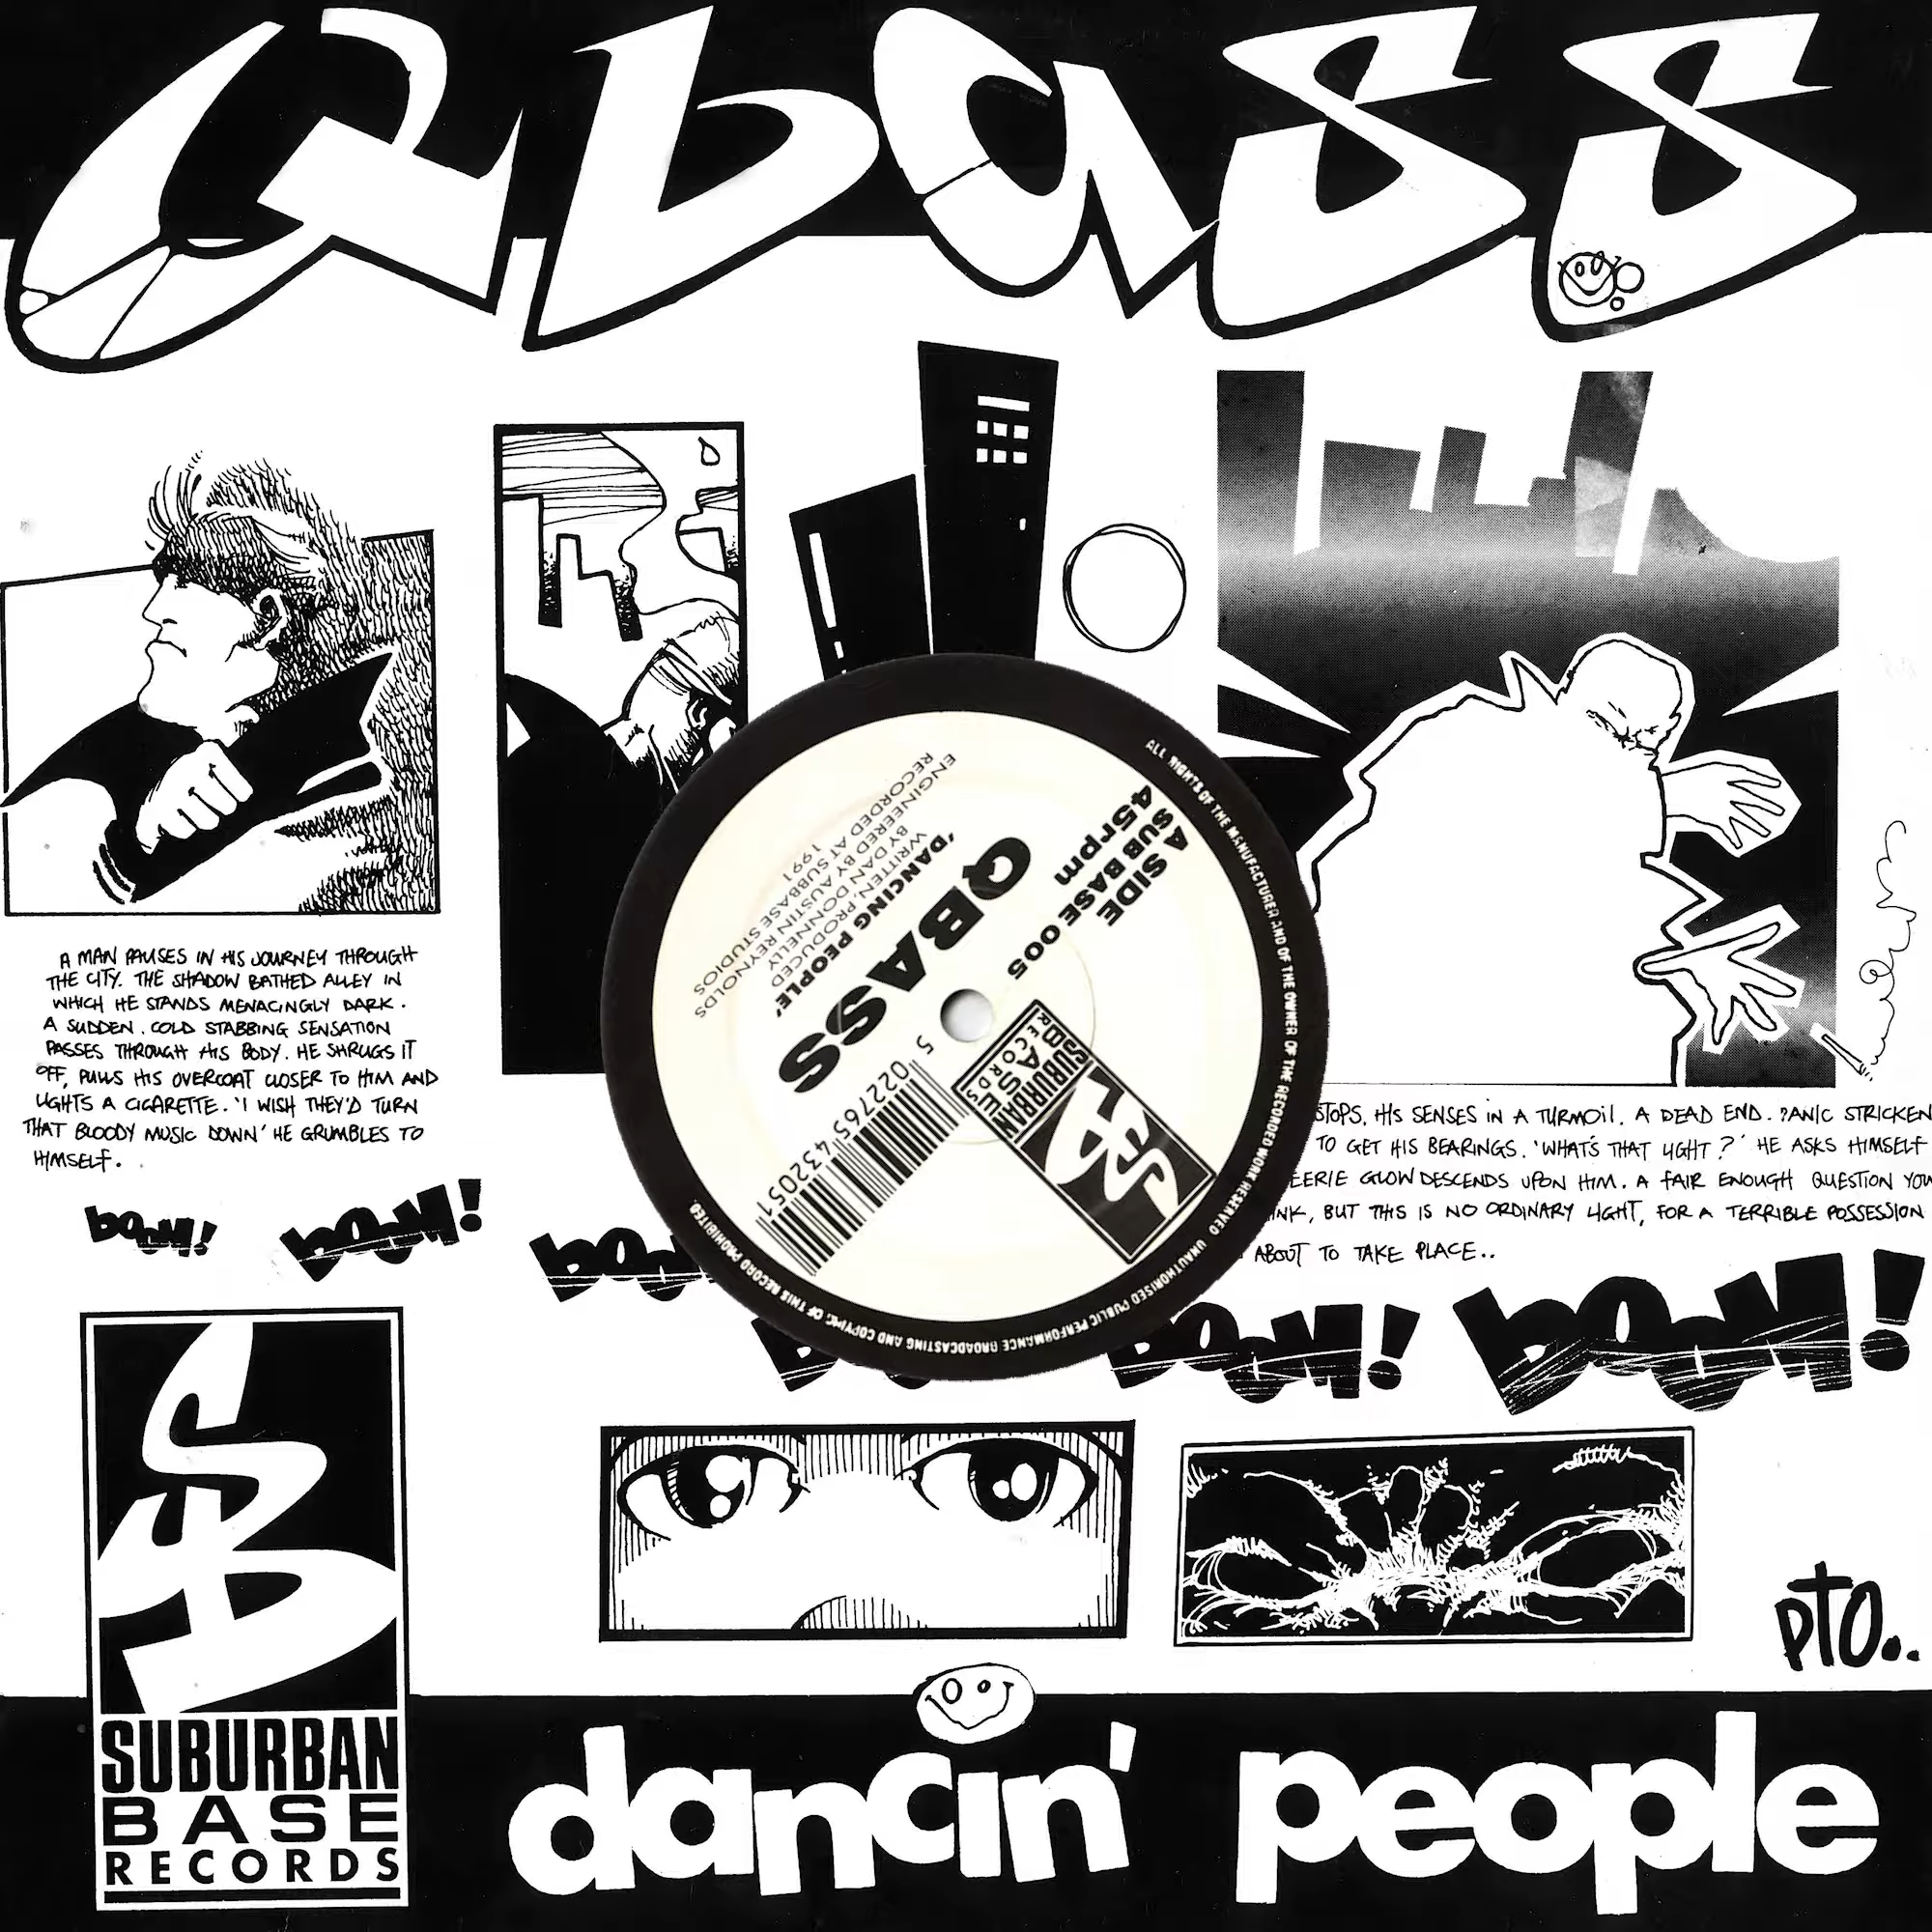 Qbass
A MAN PAUSES IN HIS JOURNEY THROUGH
THE CITY. THE SHADOW BATHED ALLEY IN
WHICH HE STANDS MENACINGLY DARK.
A SUDDEN. COLD STABBING SENSATION
PASSES THROUGH HIS BODY. HE SHRUGS IT
OFF, PULLS HIS OVERCOAT CLOSER TO HIM AND
LIGHTS A CIGARETTE. 'I WISH THEY'D TURN
THAT BLOODY MUSIC DOWN' HE GRUMBLES TO
HIMSELF.
A SIDE
SUB BASE 005
45rpm
QBASS
'DANCING PEOPLE'
WRITTEN PRODUCED
BY DAN DONNELLY
ENGINEERED BY AUSTIN REYNOLDS
RECORDED AT SUBBASE STUDIOS
1991
SUBURBAN
BASE
RECORDS
5 022765 432051
ALL RIGHTS OF THE MANUFACTURER AND OF THE OWNER OF THE RECORDED WORK RESERVED UNAUTHORISED PUBLIC PERFORMANCE BROADCASTING AND COPYING OF THIS RECORD PROHIBITED
STOPS, HIS SENSES IN A TURMOIL. A DEAD END. PANIC STRICKEN
TO GET HIS BEARINGS. 'WHAT'S THAT LIGHT?' HE ASKS HIMSELF
EERIE GLOW DESCENDS UPON HIM. A FAIR ENOUGH QUESTION YOU
BUT THIS IS NO ORDINARY LIGHT, FOR A TERRIBLE POSSESSION
ABOUT TO TAKE PLACE..
BOOM!
BOOM!
BOOM!
BOOM!
PTO..
SUBURBAN
BASE
RECORDS
dancin' people